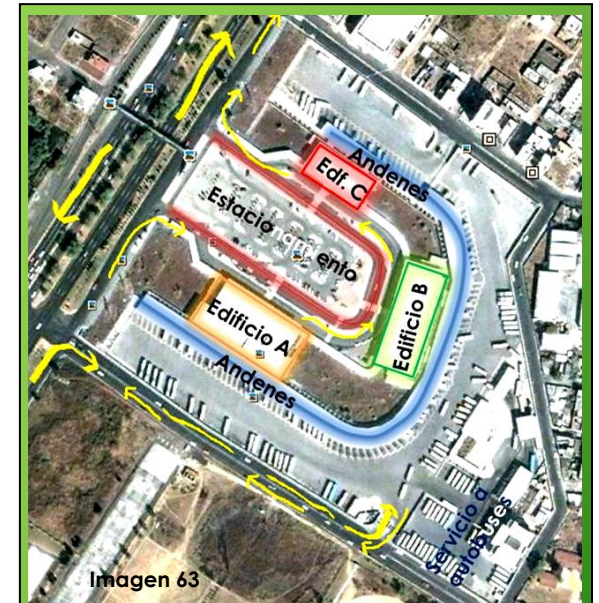 Andenes
Edf. C
Estacionamiento
Edificio B
Edificio A
Andenes
Servicio a
autobuses
Imagen 63